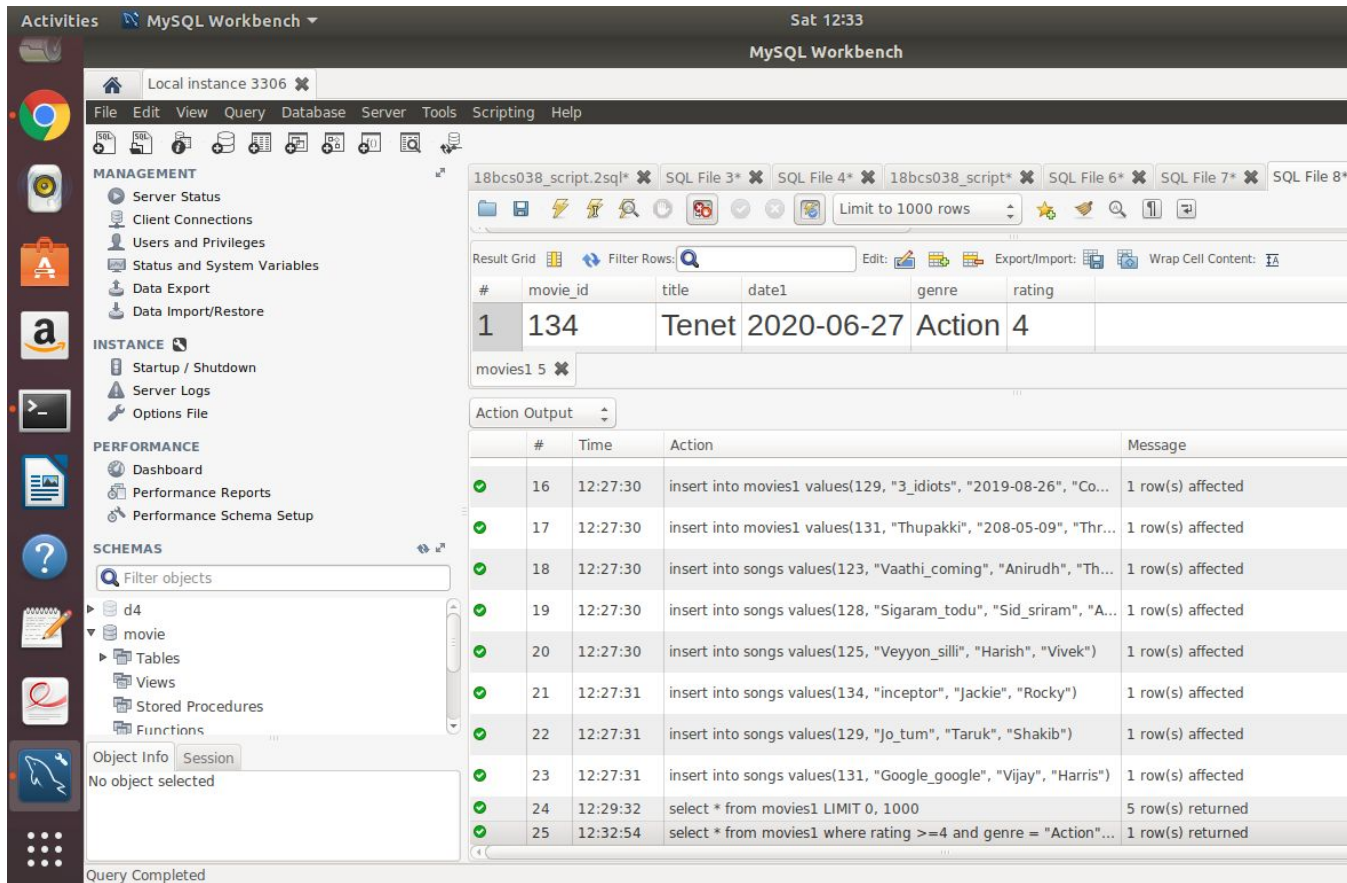 Activities MySQL Workbench Sat 12:33
MySQL Workbench
Local instance 3306
File Edit View Query Database Server Tools Scripting Help
MANAGEMENT
Server Status
Client Connections
Users and Privileges
Status and System Variables
Data Export
Data Import/Restore
INSTANCE
Startup / Shutdown
Server Logs
Options File
PERFORMANCE
Dashboard
Performance Reports
Performance Schema Setup
SCHEMAS
Filter objects
d4
movie
Tables
Views
Stored Procedures
Functions
Object Info Session
No object selected
18bcs038_script.2sql* SQL File 3* SQL File 4* 18bcs038_script* SQL File 6* SQL File 7* SQL File 8*
Limit to 1000 rows
Result Grid Filter Rows: Edit: Export/Import: Wrap Cell Content:
# movie_id title date1 genre rating
1 134 Tenet 2020-06-27 Action 4
movies1 5
Action Output
# Time Action Message
16 12:27:30 insert into movies1 values(129, "3_idiots", "2019-08-26", "Co... 1 row(s) affected
17 12:27:30 insert into movies1 values(131, "Thupakki", "208-05-09", "Thr... 1 row(s) affected
18 12:27:30 insert into songs values(123, "Vaathi_coming", "Anirudh", "Th... 1 row(s) affected
19 12:27:30 insert into songs values(128, "Sigaram_todu", "Sid_sriram", "A... 1 row(s) affected
20 12:27:30 insert into songs values(125, "Veyyon_silli", "Harish", "Vivek") 1 row(s) affected
21 12:27:31 insert into songs values(134, "inceptor", "Jackie", "Rocky") 1 row(s) affected
22 12:27:31 insert into songs values(129, "Jo_tum", "Taruk", "Shakib") 1 row(s) affected
23 12:27:31 insert into songs values(131, "Google_google", "Vijay", "Harris") 1 row(s) affected
24 12:29:32 select * from movies1 LIMIT 0, 1000 5 row(s) returned
25 12:32:54 select * from movies1 where rating >=4 and genre = "Action"... 1 row(s) returned
Query Completed